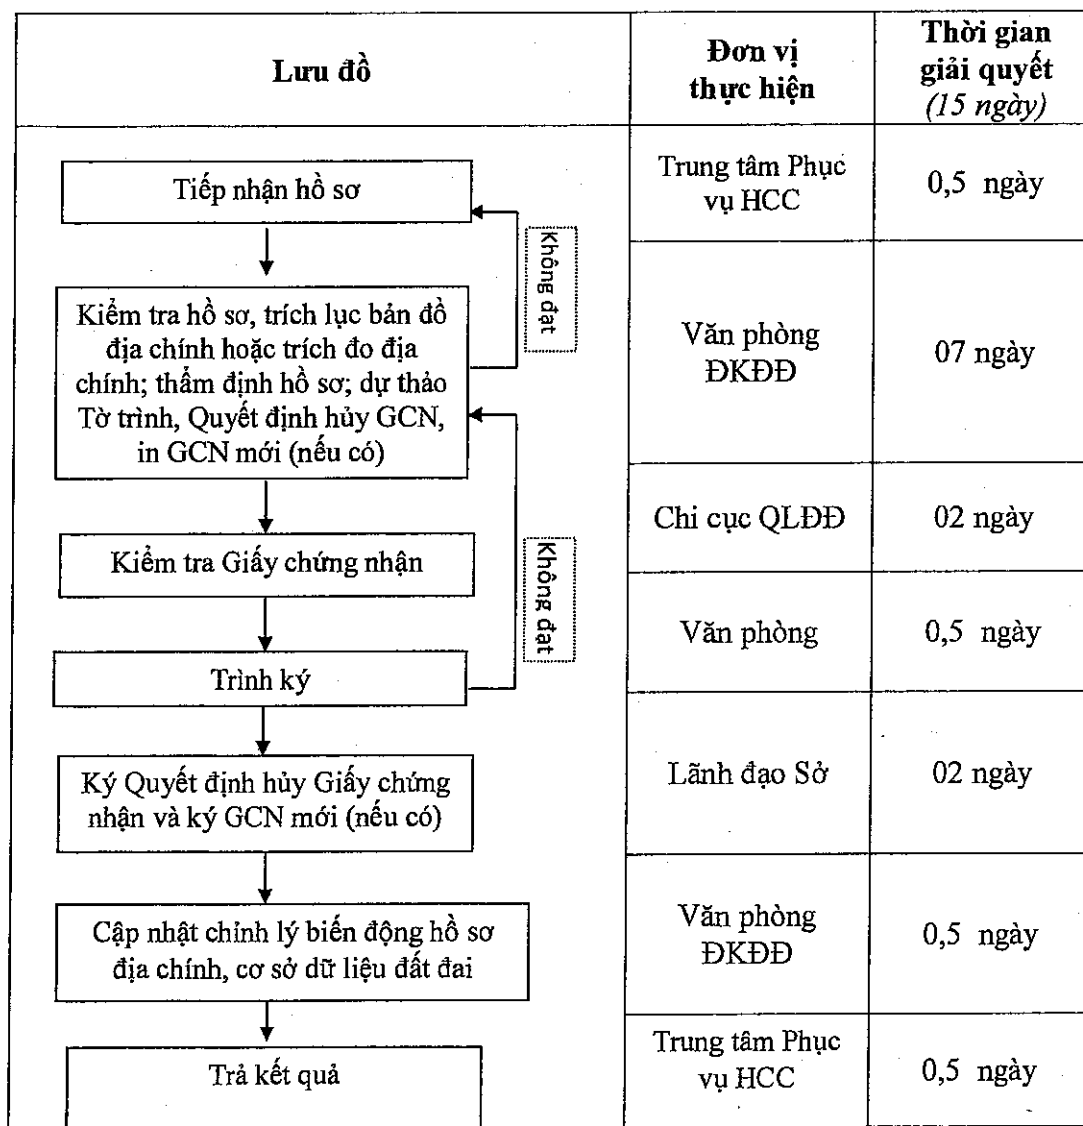 Lưu đồ
Đơn vị
thực hiện
Thời gian
giải quyết
(15 ngày)
Tiếp nhận hồ sơ
Trung tâm Phục
vụ HCC
0,5 ngày
Không đạt
Kiểm tra hồ sơ, trích lục bản đồ
địa chính hoặc trích đo địa
chính; thẩm định hồ sơ; dự thảo
Tờ trình, Quyết định hủy GCN,
in GCN mới (nếu có)
Văn phòng
ĐKĐĐ
07 ngày
Kiểm tra Giấy chứng nhận
Chi cục QLĐĐ
02 ngày
Không đạt
Trình ký
Văn phòng
0,5 ngày
Ký Quyết định hủy Giấy chứng
nhận và ký GCN mới (nếu có)
Lãnh đạo Sở
02 ngày
Cập nhật chỉnh lý biến động hồ sơ
địa chính, cơ sở dữ liệu đất đai
Văn phòng
ĐKĐĐ
0,5 ngày
Trả kết quả
Trung tâm Phục
vụ HCC
0,5 ngày